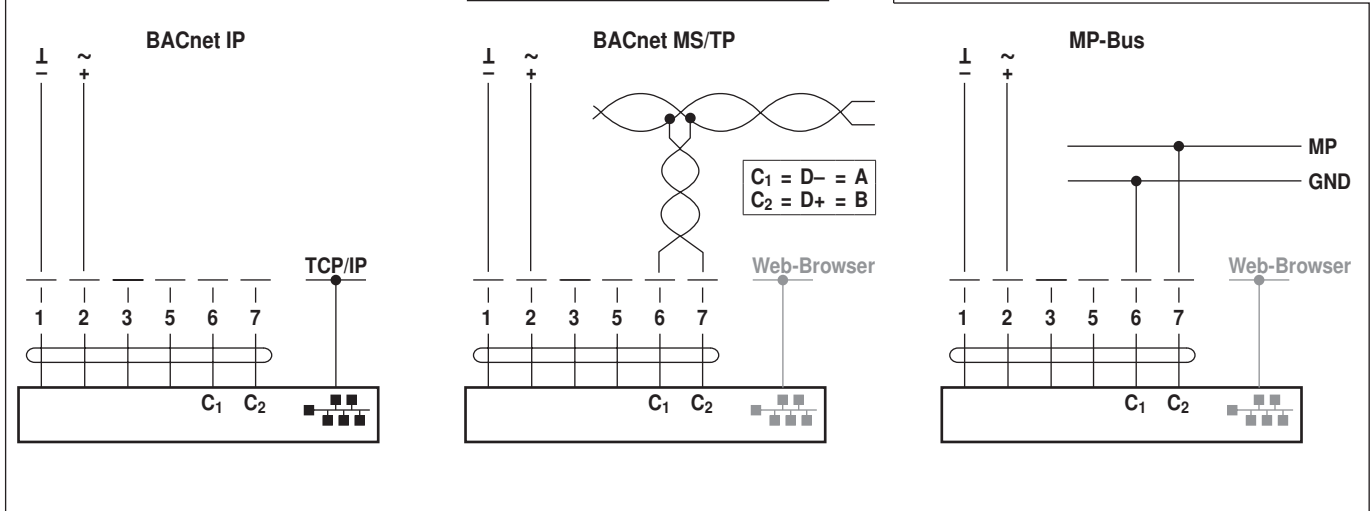 BACnet IP
⊥ ~
– +
TCP/IP
1 2 3 5 6 7
C1 C2
BACnet MS/TP
⊥ ~
– +
C1 = D– = A
C2 = D+ = B
Web-Browser
1 2 3 5 6 7
C1 C2
MP-Bus
⊥ ~
– +
MP
GND
Web-Browser
1 2 3 5 6 7
C1 C2